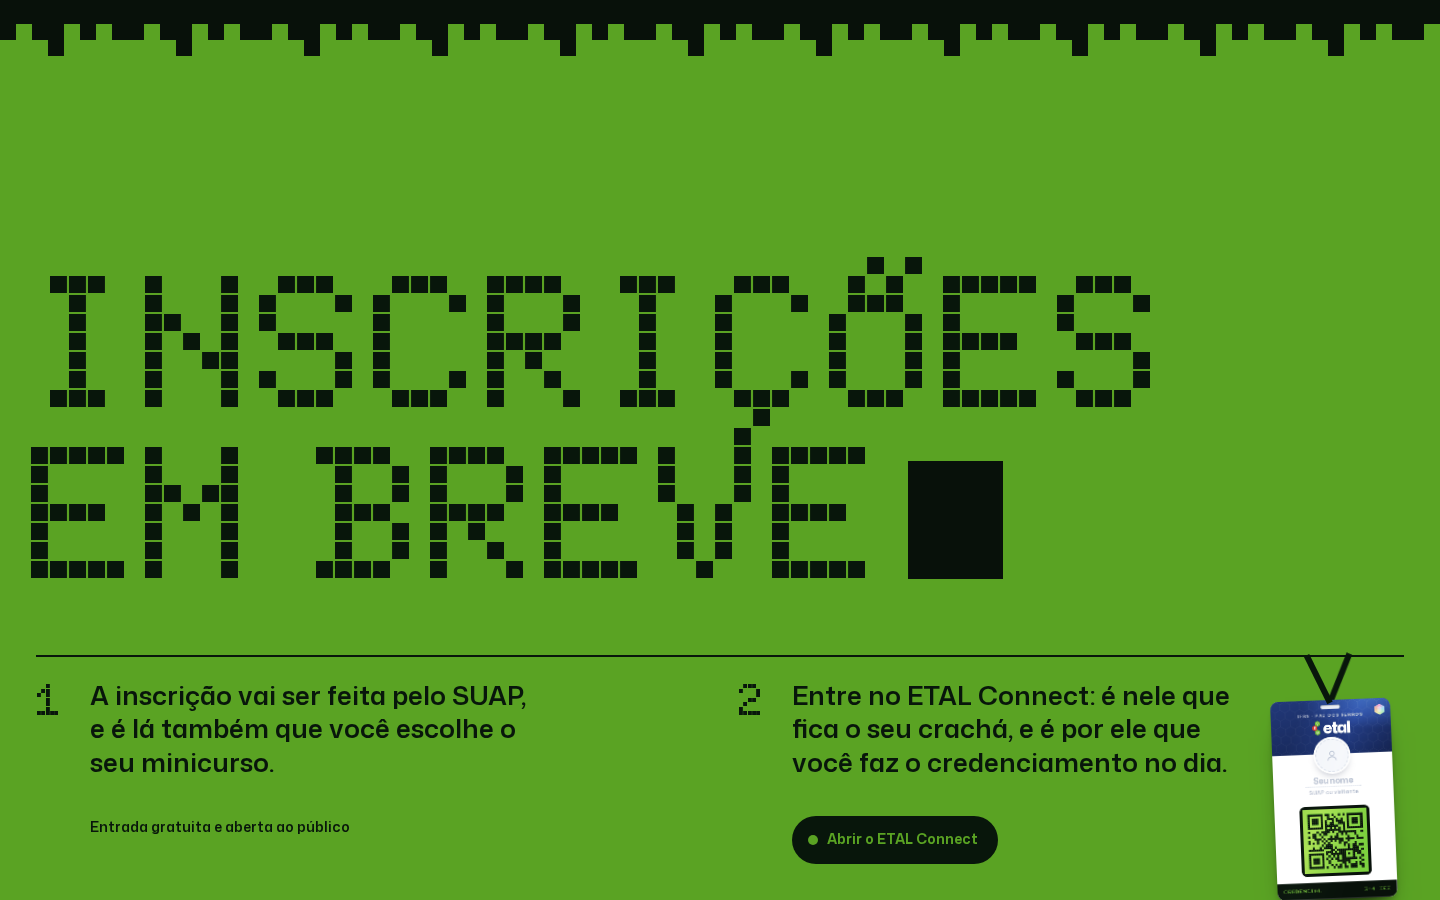 INSCRIÇÕES
EM BREVE
1
A inscrição vai ser feita pelo SUAP,
e é lá também que você escolhe o
seu minicurso.
Entrada gratuita e aberta ao público
2
Entre no ETAL Connect: é nele que
fica o seu crachá, e é por ele que
você faz o credenciamento no dia.
Abrir o ETAL Connect
etal
Seu nome
CREDENCIAL